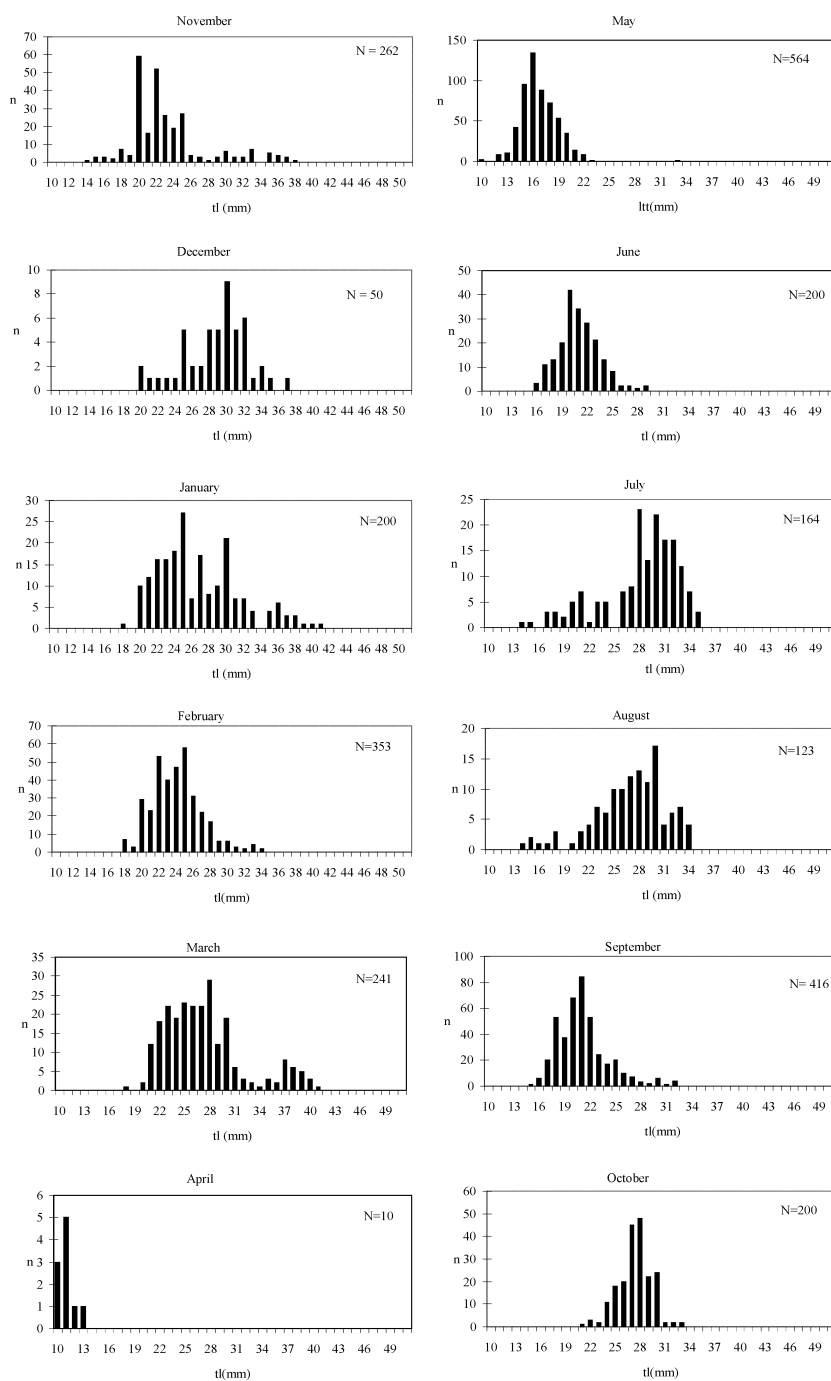 November
70
60
50
40
30
20
10
0
n
N = 262
10 12 14 16 18 20 22 24 26 28 30 32 34 36 38 40 42 44 46 48 50
tl (mm)
May
150
100
50
0
n
N=564
10 13 16 19 22 25 28 31 34 37 40 43 46 49
ltt(mm)
December
10
8
6
4
2
0
n
N = 50
10 12 14 16 18 20 22 24 26 28 30 32 34 36 38 40 42 44 46 48 50
tl (mm)
June
50
40
30
20
10
0
n
N=200
10 13 16 19 22 25 28 31 34 37 40 43 46 49
tl (mm)
January
30
25
20
15
10
5
0
n
N=200
10 12 14 16 18 20 22 24 26 28 30 32 34 36 38 40 42 44 46 48 50
tl (mm)
July
25
20
15
10
5
0
n
N=164
10 13 16 19 22 25 28 31 34 37 40 43 46 49
tl (mm)
February
70
60
50
40
30
20
10
0
n
N=353
10 12 14 16 18 20 22 24 26 28 30 32 34 36 38 40 42 44 46 48 50
tl(mm)
August
20
15
10
5
0
n
N=123
10 13 16 19 22 25 28 31 34 37 40 43 46 49
tl (mm)
March
35
30
25
20
15
10
5
0
n
N=241
10 13 16 19 22 25 28 31 34 37 40 43 46 49
tl (mm)
September
100
80
60
40
20
0
n
N= 416
10 13 16 19 22 25 28 31 34 37 40 43 46 49
tl(mm)
April
6
5
4
3
2
1
0
n
N=10
10 13 16 19 22 25 28 31 34 37 40 43 46 49
tl(mm)
October
60
50
40
30
20
10
0
n
N=200
10 13 16 19 22 25 28 31 34 37 40 43 46 49
tl(mm)